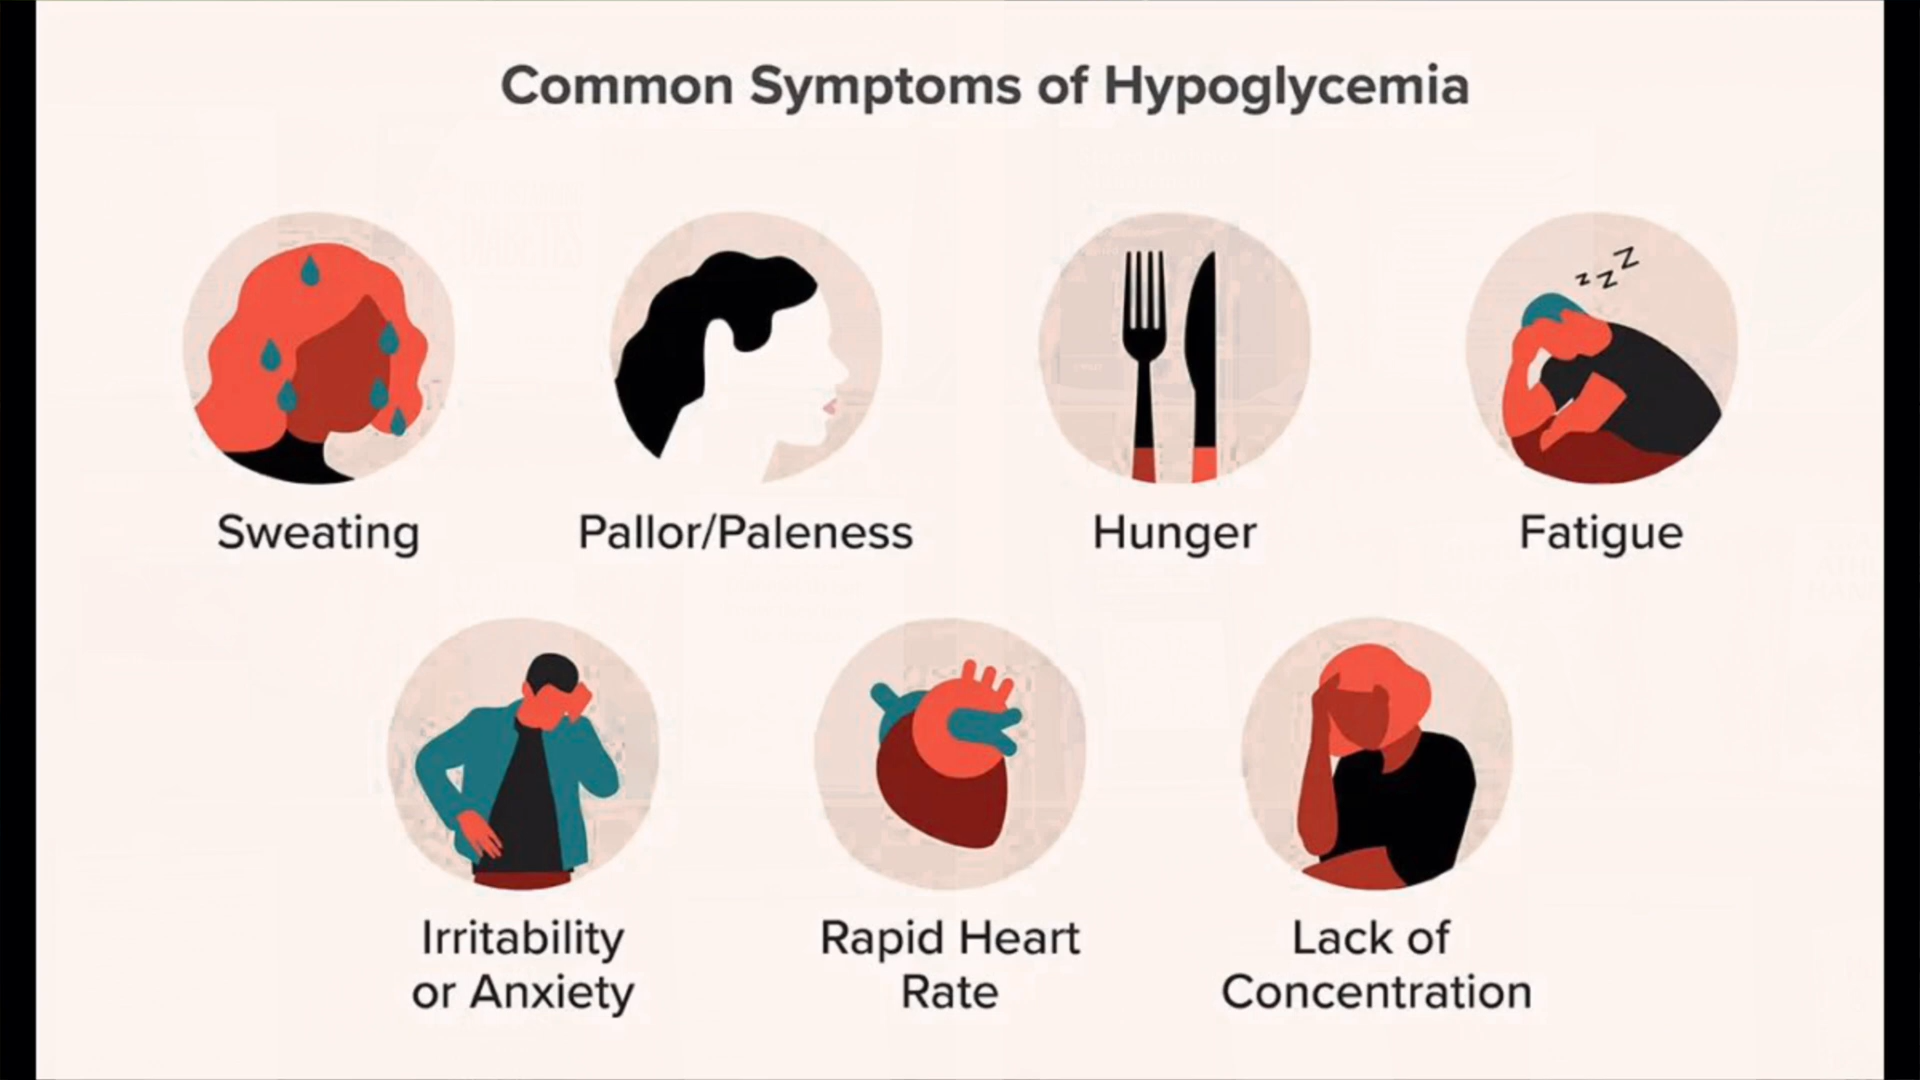 Common Symptoms of Hypoglycemia
z z z
Sweating
Pallor/Paleness
Hunger
Fatigue
Irritability
or Anxiety
Rapid Heart
Rate
Lack of
Concentration